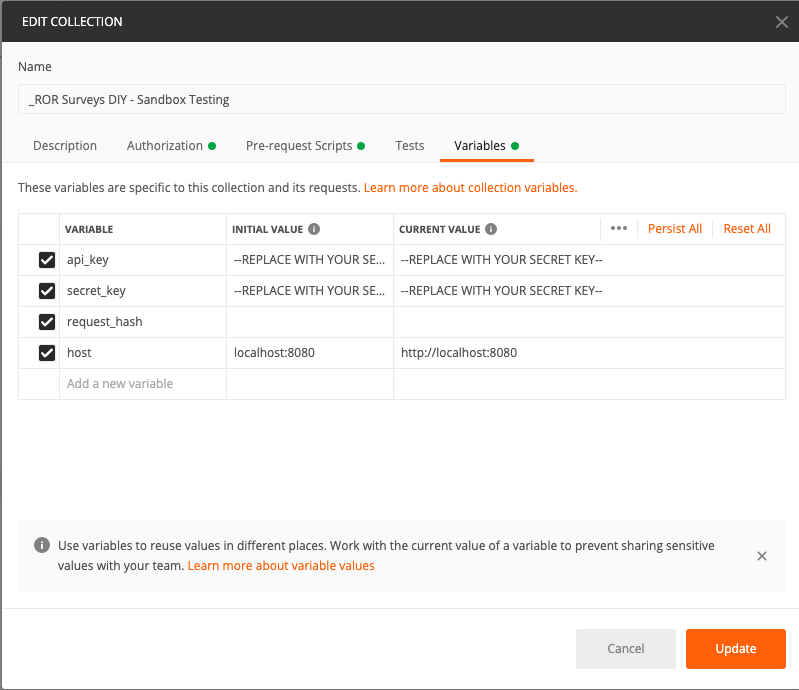 EDIT COLLECTION
Name
_ROR Surveys DIY - Sandbox Testing
Description Authorization Pre-request Scripts Tests Variables
These variables are specific to this collection and its requests. Learn more about collection variables.
VARIABLE INITIAL VALUE CURRENT VALUE Persist All Reset All
api_key --REPLACE WITH YOUR SE... --REPLACE WITH YOUR SECRET KEY--
secret_key --REPLACE WITH YOUR SE... --REPLACE WITH YOUR SECRET KEY--
request_hash
host localhost:8080 http://localhost:8080
Add a new variable
Use variables to reuse values in different places. Work with the current value of a variable to prevent sharing sensitive
values with your team. Learn more about variable values
Cancel Update